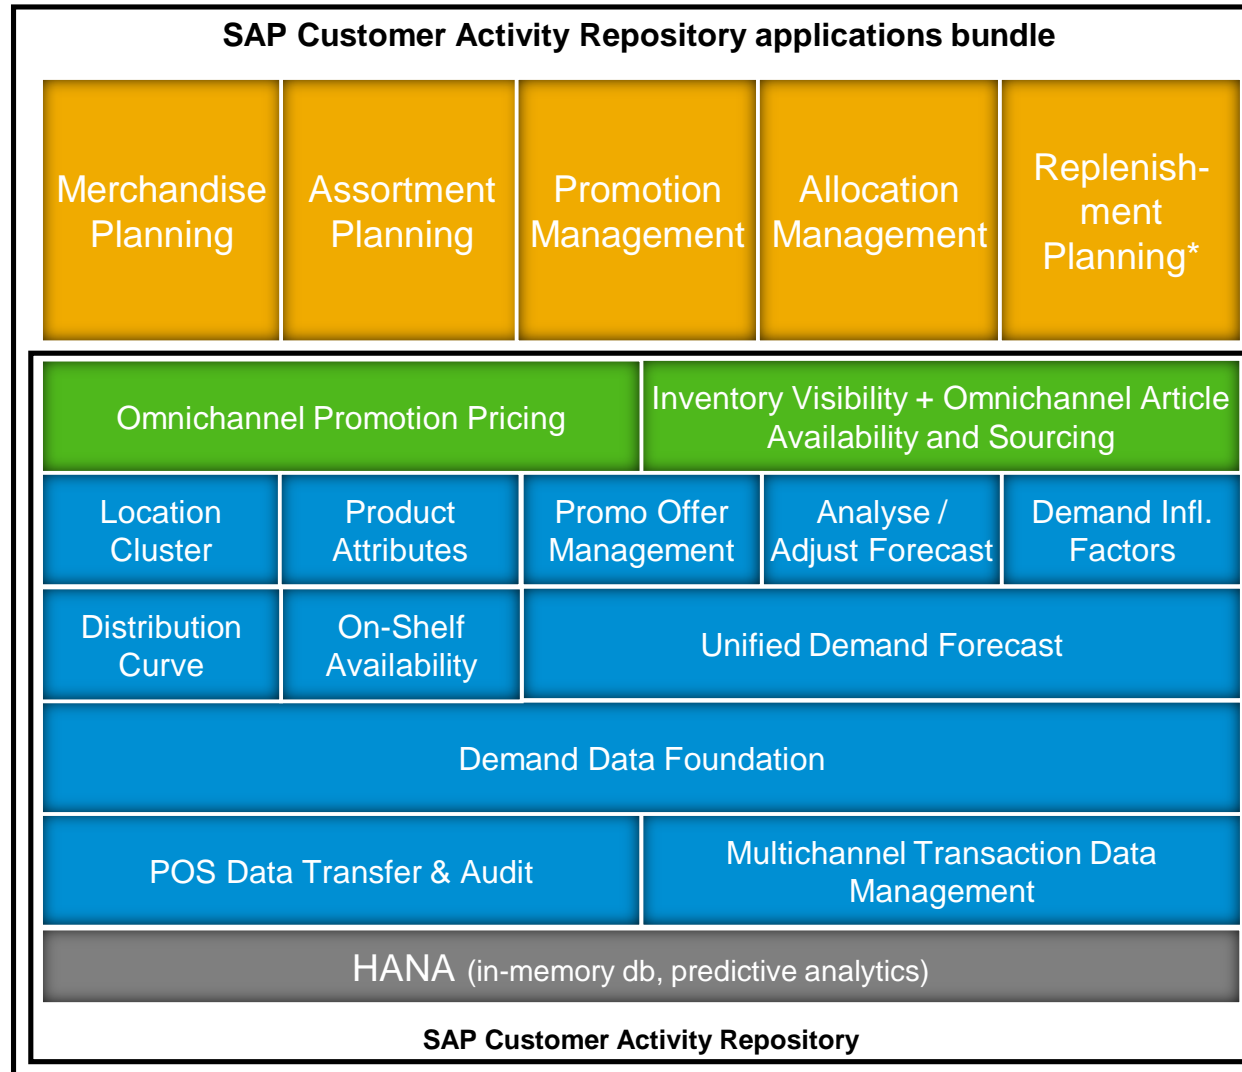 SAP Customer Activity Repository applications bundle
Merchandise
Planning
Assortment
Planning
Promotion
Management
Allocation
Management
Replenish-
ment
Planning*
Omnichannel Promotion Pricing
Inventory Visibility + Omnichannel Article
Availability and Sourcing
Location
Cluster
Product
Attributes
Promo Offer
Management
Analyse /
Adjust Forecast
Demand Infl.
Factors
Distribution
Curve
On-Shelf
Availability
Unified Demand Forecast
Demand Data Foundation
POS Data Transfer & Audit
Multichannel Transaction Data
Management
HANA (in-memory db, predictive analytics)
SAP Customer Activity Repository